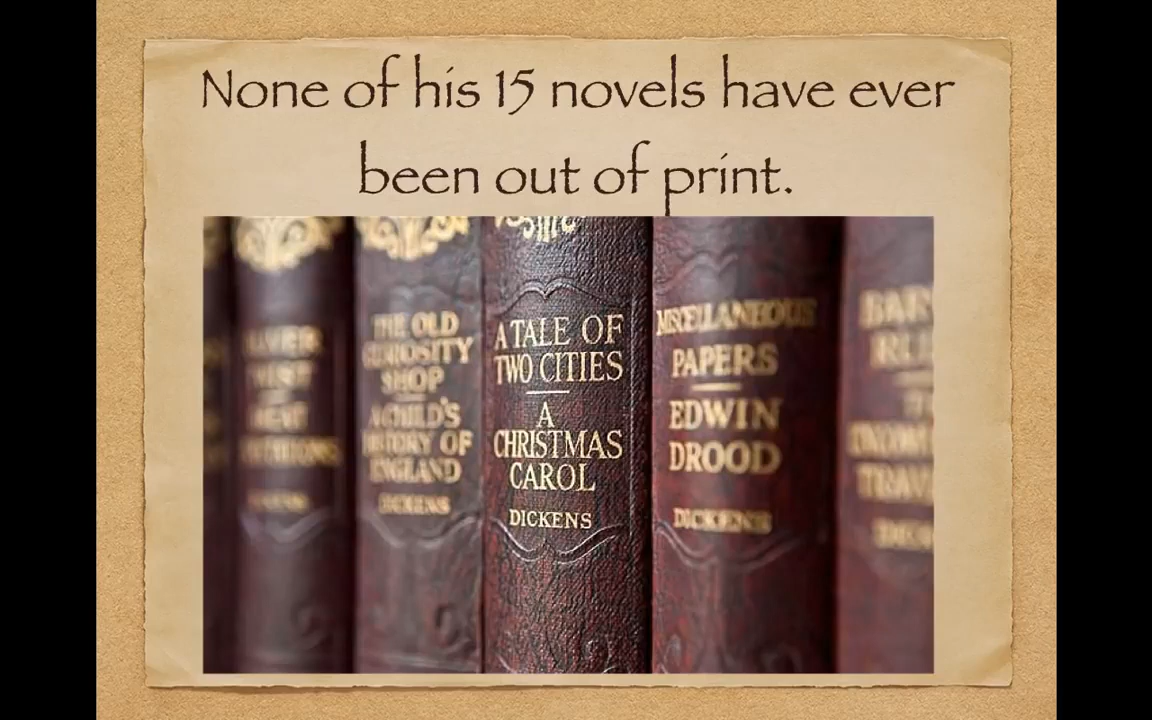 None of his 15 novels have ever
been out of print.
THE OLD
CURIOSITY
SHOP
A CHILD'S
HISTORY OF
ENGLAND
DICKENS
A TALE OF
TWO CITIES
A
CHRISTMAS
CAROL
DICKENS
MISCELLANEOUS
PAPERS
EDWIN
DROOD
DICKENS